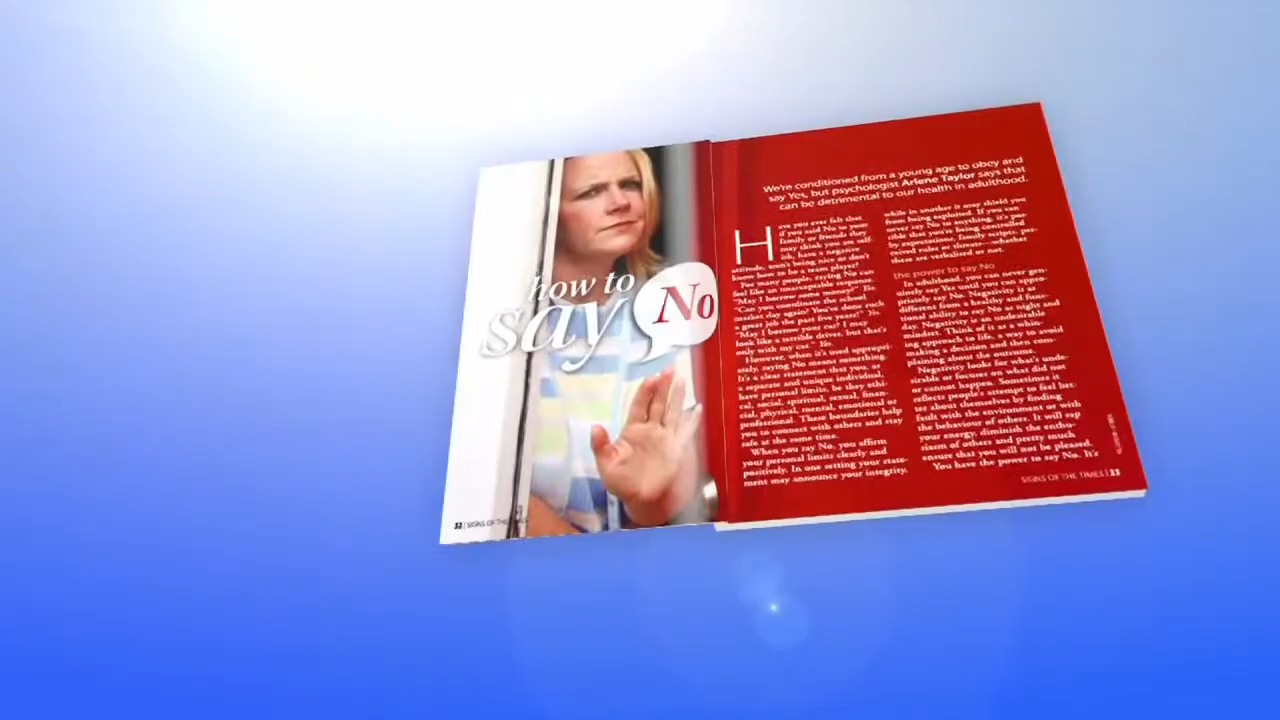 how to
say No
32 | SIGNS OF THE
We're conditioned from a young age to obey and
say Yes, but psychologist Arlene Taylor says that
can be detrimental to our health in adulthood.
Have you ever felt that
if you said No to your
family or friends they
may think you are self-
ish, have a negative
attitude, aren't being nice or don't
know how to be a team player?
For many people, saying No can
feel like an unacceptable response.
"May I borrow some money?" Yes.
"Can you coordinate the school
market day again? You've done such
a great job the past five years!" Yes.
"May I borrow your car? I may
look like a terrible driver, but that's
only with my car." Yes.
However, when it's used appropri-
ately, saying No means something.
It's a clear statement that you, as
a separate and unique individual,
have personal limits, be they ethi-
cal, social, spiritual, sexual, finan-
cial, physical, mental, emotional or
professional. These boundaries help
you to connect with others and stay
safe at the same time.
When you say No, you affirm
your personal limits clearly and
positively. In one setting your state-
ment may announce your integrity,
while in another it may shield you
from being exploited. If you can
never say No to anything, it's pos-
sible that you're being controlled
by expectations, family scripts, per-
ceived rules or threats—whether
these are verbalised or not.
the power to say No
In adulthood, you can never gen-
uinely say Yes until you can appro-
priately say No. Negativity is as
different from a healthy and func-
tional ability to say No as night and
day. Negativity is an undesirable
mindset. Think of it as a whin-
ing approach to life, a way to avoid
making a decision and then com-
plaining about the outcome.
Negativity looks for what's unde-
sirable or focuses on what did not
or cannot happen. Sometimes it
reflects people's attempt to feel bet-
ter about themselves by finding
fault with the environment or with
the behaviour of others. It will sap
your energy, diminish the enthu-
siasm of others and pretty much
ensure that you will not be pleased.
You have the power to say No. It's
SIGNS OF THE TIMES | 33